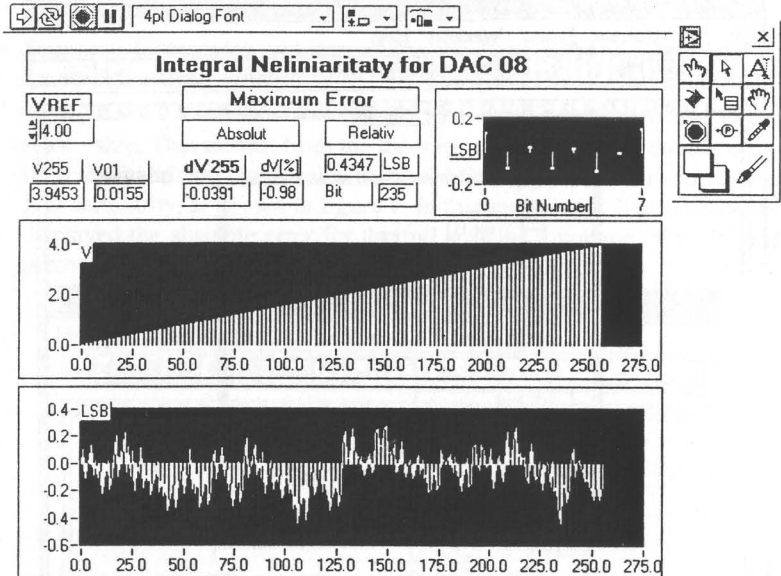 4pt Dialog Font
Integral Neliniaritaty for DAC 08
VREF
4.00
Maximum Error
Absolut
Relativ
V255
V01
dV255
dV[%]
0.4347
LSB
3.9453
0.0155
-0.0391
-0.98
Bit
235
0.2
LSB
-0.2
0
Bit Number
7
A
P
V
4.0
2.0
0.0
0.0 25.0 50.0 75.0 100.0 125.0 150.0 175.0 200.0 225.0 250.0 275.0
LSB
0.4
0.2
0.0
-0.2
-0.4
-0.6
0.0 25.0 50.0 75.0 100.0 125.0 150.0 175.0 200.0 225.0 250.0 275.0